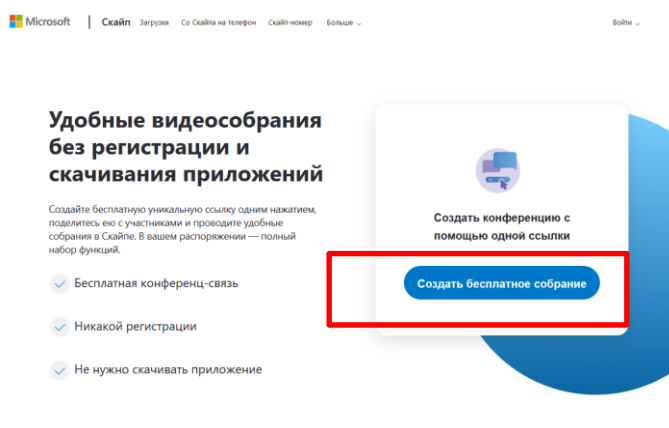 Microsoft | Скайп Загрузки Со Скайпа на телефон Скайп-номер Больше Войти
Удобные видеособрания
без регистрации и
скачивания приложений
Создайте бесплатную уникальную ссылку одним нажатием,
поделитесь ею с участниками и проводите удобные
собрания в Скайпе. В вашем распоряжении — полный
набор функций.
Бесплатная конференц-связь
Никакой регистрации
Не нужно скачивать приложение
Создать конференцию с
помощью одной ссылки
Создать бесплатное собрание